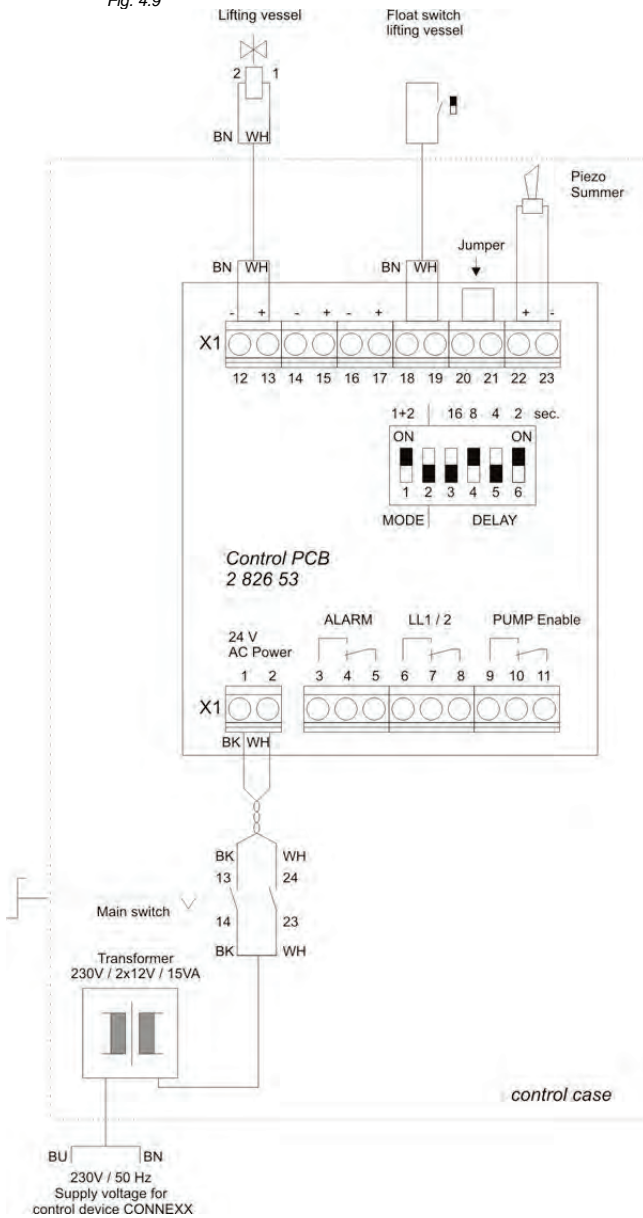 Fig. 4.9
Lifting vessel
Float switch
lifting vessel
2 1
BN WH
Piezo
Summer
Jumper
BN WH
BN WH
- + - + - + + -
X1
12 13 14 15 16 17 18 19 20 21 22 23
1+2 16 8 4 2 sec.
ON ON
1 2 3 4 5 6
MODE DELAY
Control PCB
2 826 53
ALARM LL1 / 2 PUMP Enable
24 V
AC Power
1 2 3 4 5 6 7 8 9 10 11
X1
BK WH
BK WH
13 24
Main switch
14 23
BK WH
Transformer
230V / 2x12V / 15VA
control case
BU BN
230V / 50 Hz
Supply voltage for
control device CONNEXX